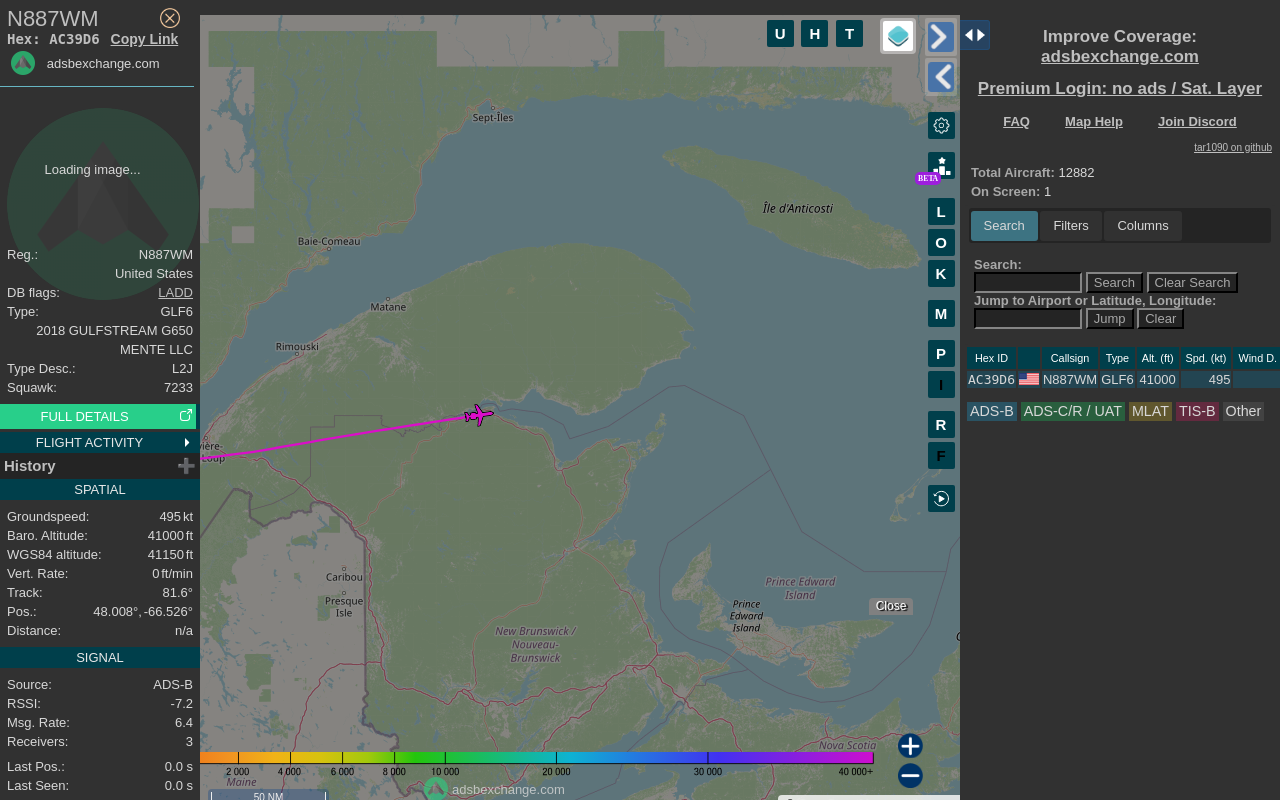 N887WM
Hex: AC39D6 Copy Link
adsbexchange.com
Loading image...
Reg.: N887WM
United States
DB flags: LADD
Type: GLF6
2018 GULFSTREAM G650
MENTE LLC
Type Desc.: L2J
Squawk: 7233
FULL DETAILS
FLIGHT ACTIVITY
History
SPATIAL
Groundspeed: 495 kt
Baro. Altitude: 41000 ft
WGS84 altitude: 41150 ft
Vert. Rate: 0 ft/min
Track: 81.6°
Pos.: 48.008°, -66.526°
Distance: n/a
SIGNAL
Source: ADS-B
RSSI: -7.2
Msg. Rate: 6.4
Receivers: 3
Last Pos.: 0.0 s
Last Seen: 0.0 s
U H T
Sept-Îles
Île d'Anticosti
Baie-Comeau
Matane
Rimouski
Caribou
Presque
Isle
New Brunswick /
Nouveau-
Brunswick
Prince Edward
Island
Prince
Edward
Island
Nova Scotia
Maine
BETA
L
O
K
M
P
I
R
F
Close
2 000 4 000 6 000 8 000 10 000 20 000 30 000 40 000+
adsbexchange.com
50 NM
Improve Coverage:
adsbexchange.com
Premium Login: no ads / Sat. Layer
FAQ Map Help Join Discord
tar1090 on github
Total Aircraft: 12882
On Screen: 1
Search Filters Columns
Search:
Search Clear Search
Jump to Airport or Latitude, Longitude:
Jump Clear
Hex ID Callsign Type Alt. (ft) Spd. (kt) Wind D.
AC39D6 N887WM GLF6 41000 495
ADS-B ADS-C/R / UAT MLAT TIS-B Other